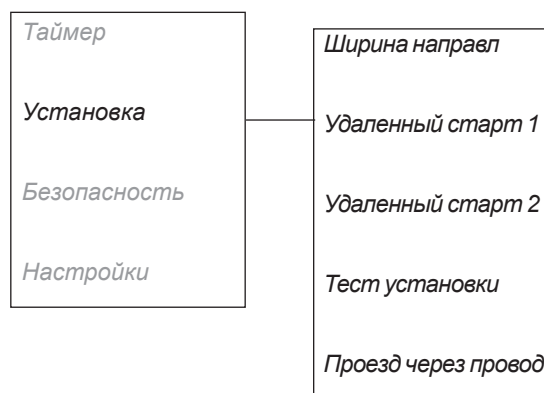 Таймер
Установка
Безопасность
Настройки
Ширина направл
Удаленный старт 1
Удаленный старт 2
Тест установки
Проезд через провод